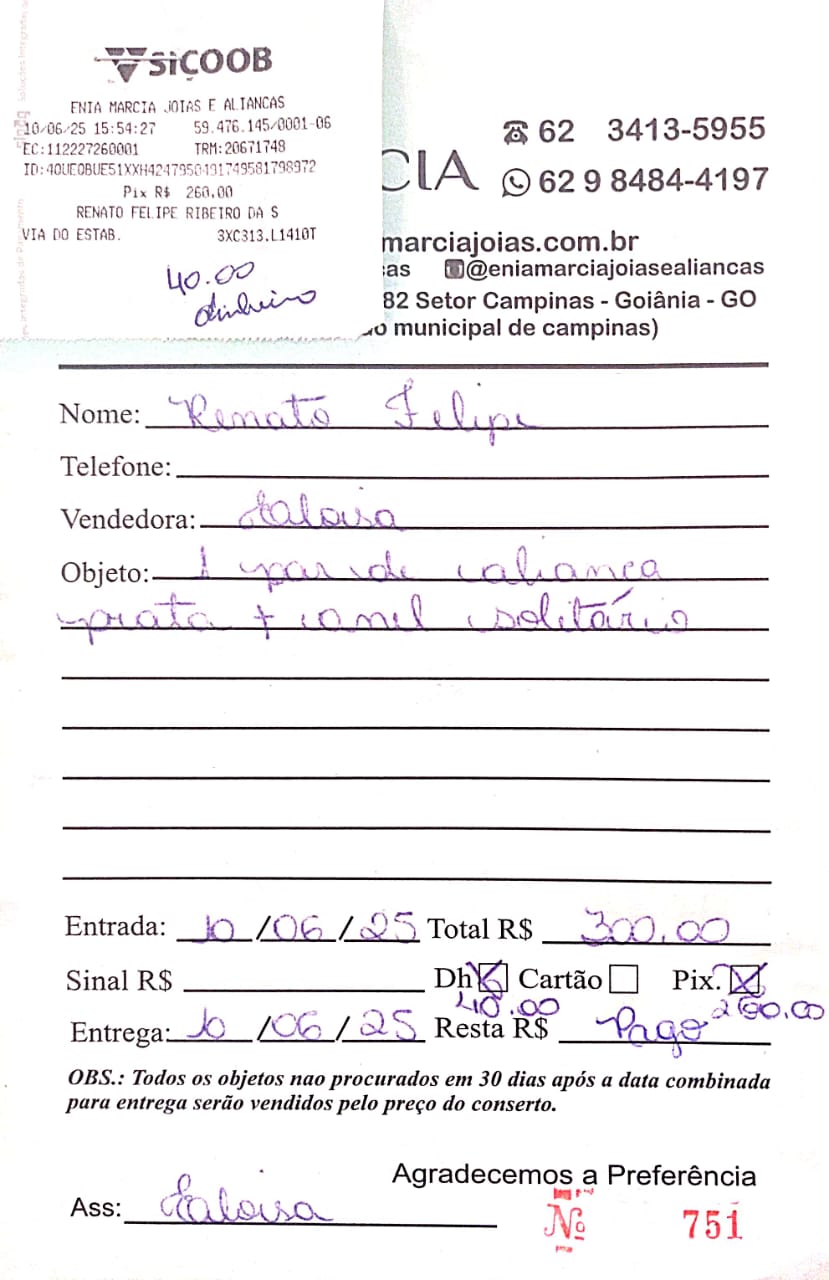 SICOOB
ENIA MARCIA JOIAS E ALIANCAS
10/06/25 15:54:27 59.476.145/0001-06
EC:112227260001 TRM:20671748
ID:40UE0BUE51XXH4247950491749581798972
Pix R$ 260.00
RENATO FELIPE RIBEIRO DA S
VIA DO ESTAB. 3XC313.L1410T
40.00
dinheiro
CIA
62 3413-5955
62 9 8484-4197
marciajoias.com.br
as @eniamarciajoiasealiancas
82 Setor Campinas - Goiânia - GO
o municipal de campinas)
Nome: Renato Felipe
Telefone:
Vendedora: Haloisa
Objeto: 1 par de aliança
prata + anel solitário
Entrada: 10/06/25 Total R$ 300,00
Sinal R$ Dh Cartão Pix.
40.00 260.00
Entrega: 10/06/25 Resta R$ Pago
OBS.: Todos os objetos nao procurados em 30 dias após a data combinada
para entrega serão vendidos pelo preço do conserto.
Agradecemos a Preferência
Ass: Haloisa
Nº 751